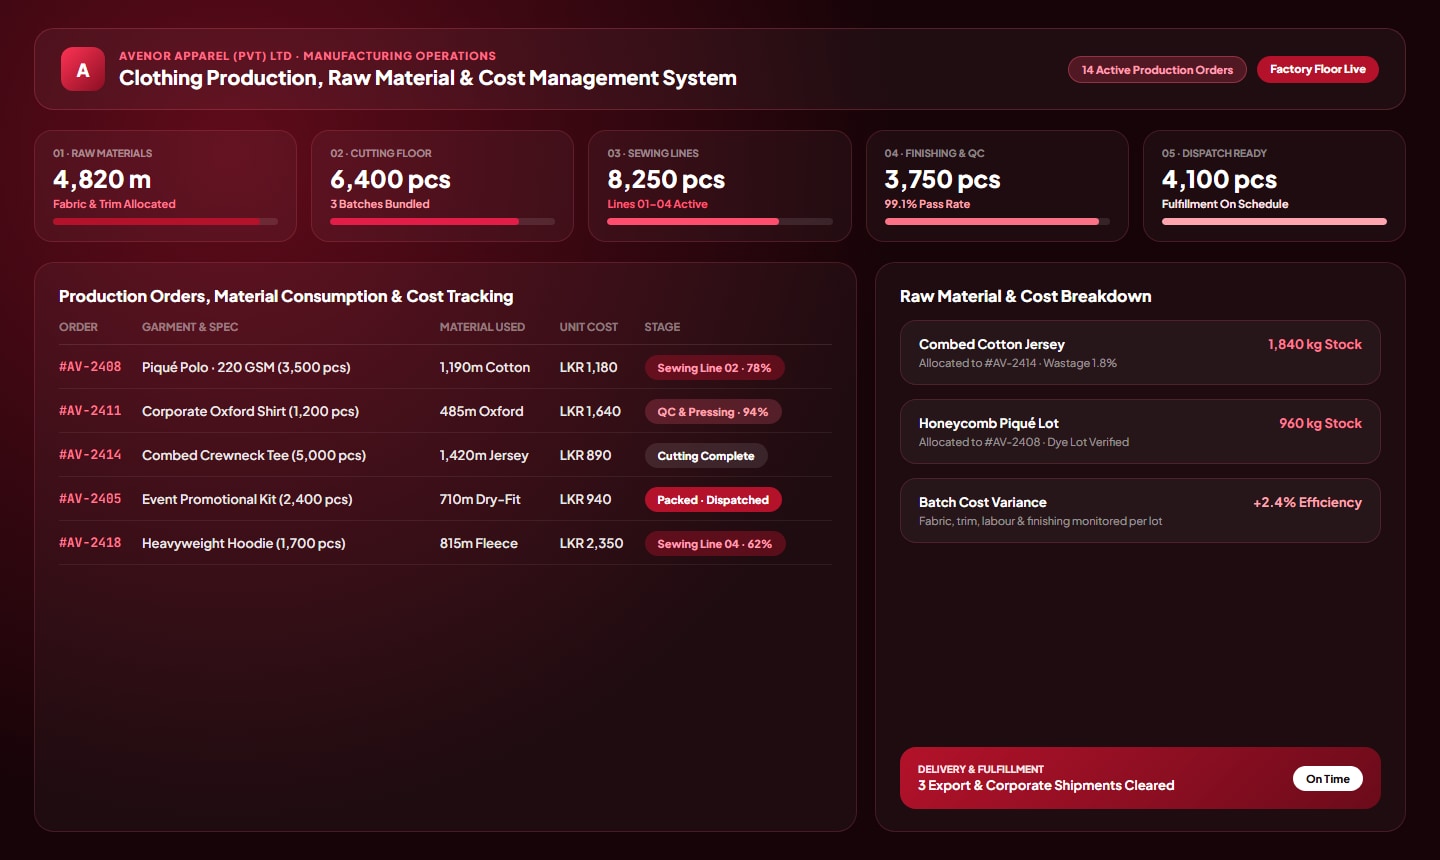 A
AVENOR APPAREL (PVT) LTD · MANUFACTURING OPERATIONS
Clothing Production, Raw Material & Cost Management System
14 Active Production Orders
Factory Floor Live
01 · RAW MATERIALS
4,820 m
Fabric & Trim Allocated
02 · CUTTING FLOOR
6,400 pcs
3 Batches Bundled
03 · SEWING LINES
8,250 pcs
Lines 01–04 Active
04 · FINISHING & QC
3,750 pcs
99.1% Pass Rate
05 · DISPATCH READY
4,100 pcs
Fulfillment On Schedule
Production Orders, Material Consumption & Cost Tracking
ORDER GARMENT & SPEC MATERIAL USED UNIT COST STAGE
#AV-2408 Piqué Polo · 220 GSM (3,500 pcs) 1,190m Cotton LKR 1,180 Sewing Line 02 · 78%
#AV-2411 Corporate Oxford Shirt (1,200 pcs) 485m Oxford LKR 1,640 QC & Pressing · 94%
#AV-2414 Combed Crewneck Tee (5,000 pcs) 1,420m Jersey LKR 890 Cutting Complete
#AV-2405 Event Promotional Kit (2,400 pcs) 710m Dry-Fit LKR 940 Packed · Dispatched
#AV-2418 Heavyweight Hoodie (1,700 pcs) 815m Fleece LKR 2,350 Sewing Line 04 · 62%
Raw Material & Cost Breakdown
Combed Cotton Jersey 1,840 kg Stock
Allocated to #AV-2414 · Wastage 1.8%
Honeycomb Piqué Lot 960 kg Stock
Allocated to #AV-2408 · Dye Lot Verified
Batch Cost Variance +2.4% Efficiency
Fabric, trim, labour & finishing monitored per lot
DELIVERY & FULFILLMENT
3 Export & Corporate Shipments Cleared
On Time